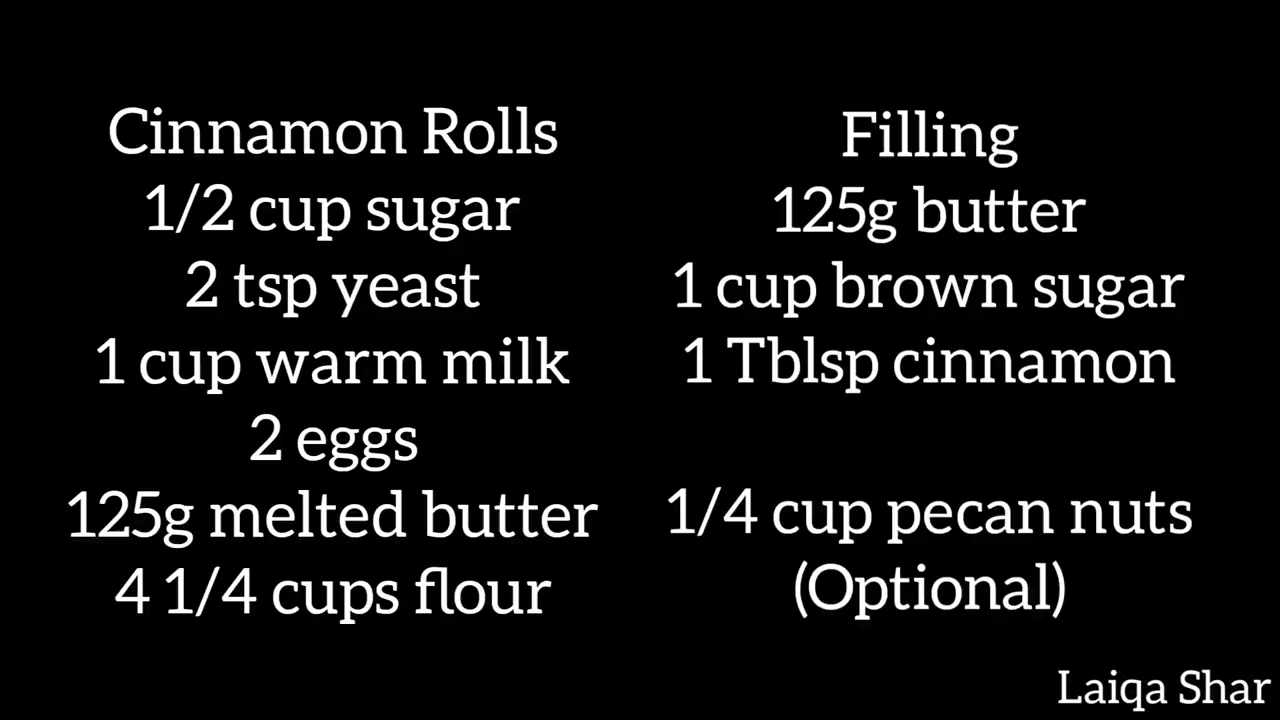 Cinnamon Rolls
1/2 cup sugar
2 tsp yeast
1 cup warm milk
2 eggs
125g melted butter
4 1/4 cups flour
Filling
125g butter
1 cup brown sugar
1 Tblsp cinnamon
1/4 cup pecan nuts
(Optional)
Laiqa Shar